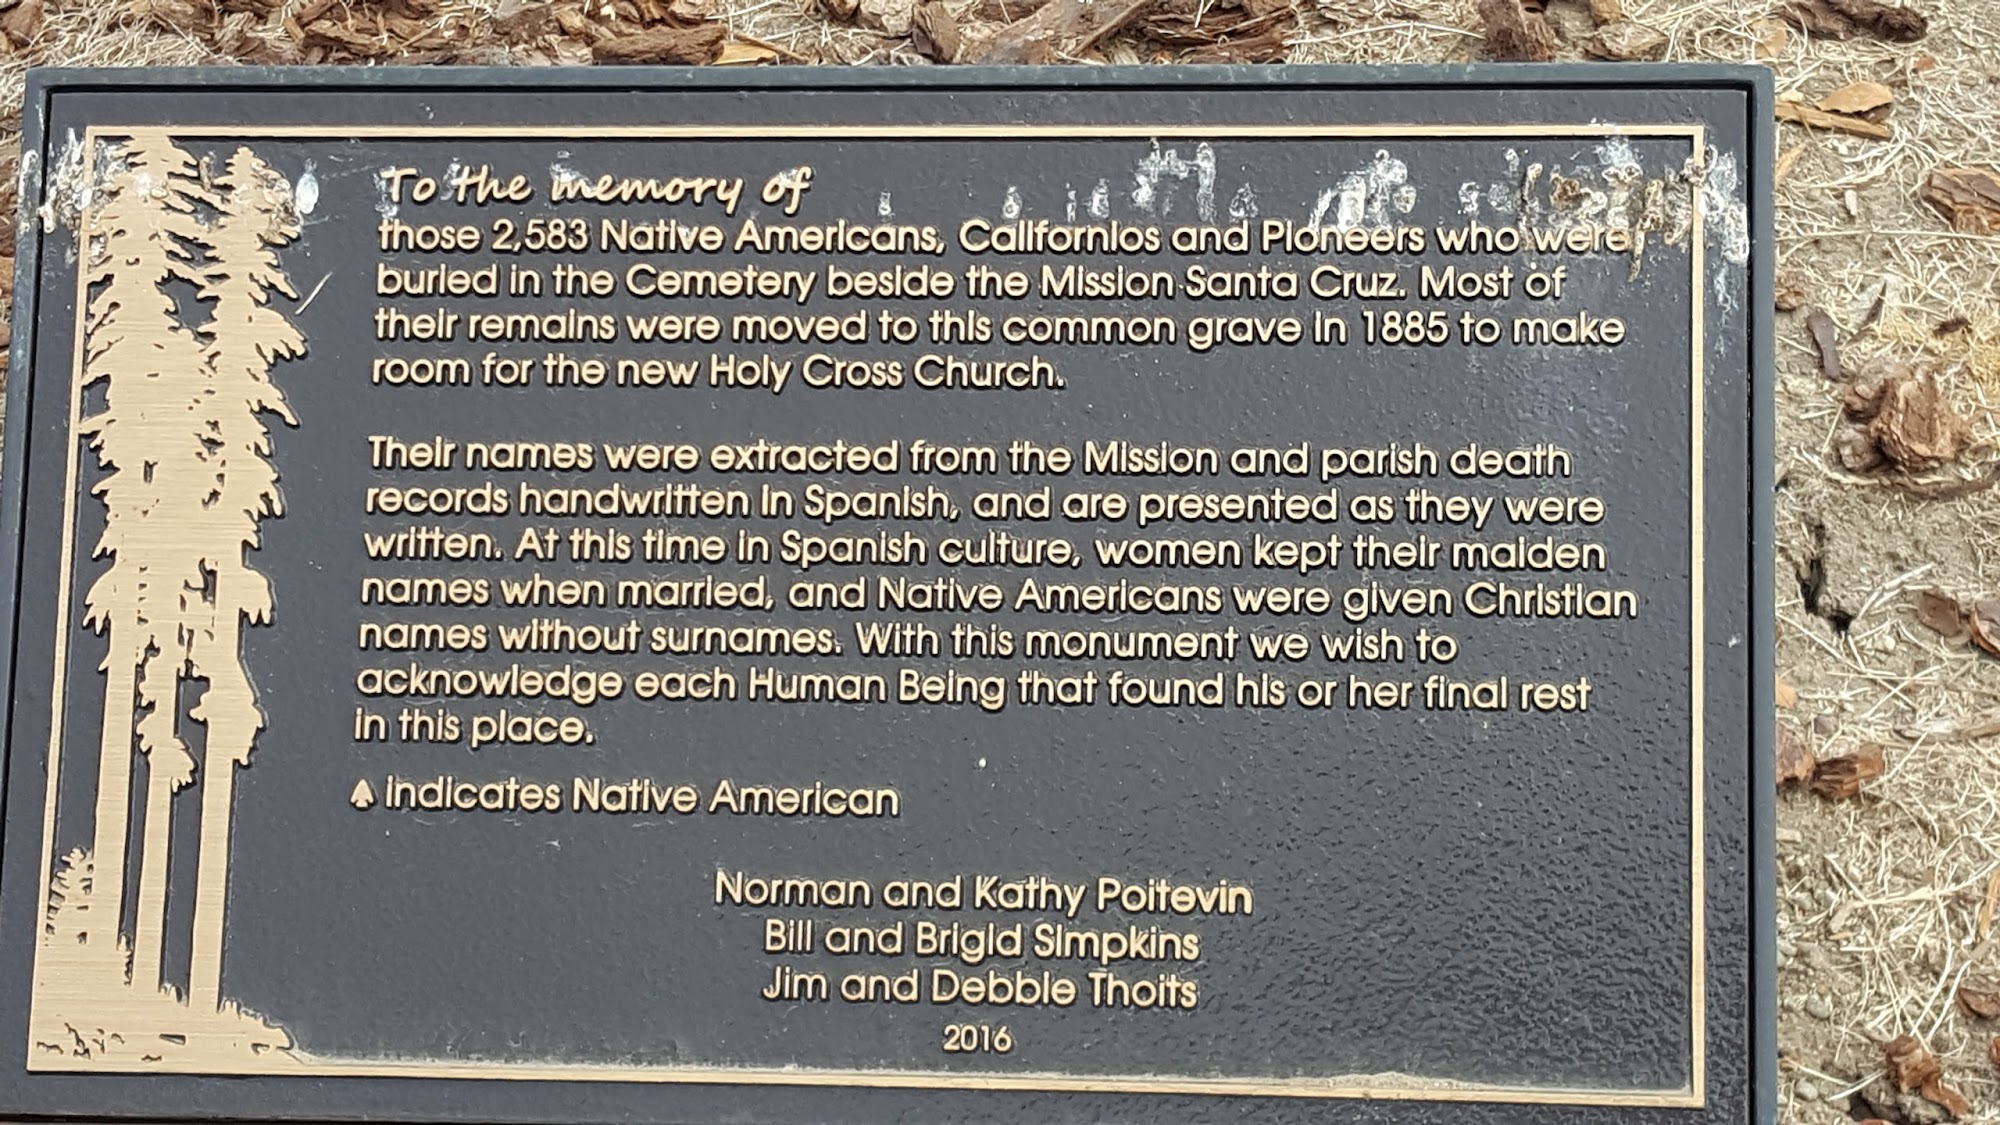 To the memory of
those 2,583 Native Americans, Californios and Pioneers who were
buried in the Cemetery beside the Mission Santa Cruz. Most of
their remains were moved to this common grave in 1885 to make
room for the new Holy Cross Church.
Their names were extracted from the Mission and parish death
records handwritten in Spanish, and are presented as they were
written. At this time in Spanish culture, women kept their maiden
names when married, and Native Americans were given Christian
names without surnames. With this monument we wish to
acknowledge each Human Being that found his or her final rest
in this place.
♠ indicates Native American
Norman and Kathy Poitevin
Bill and Brigid Simpkins
Jim and Debbie Thoits
2016